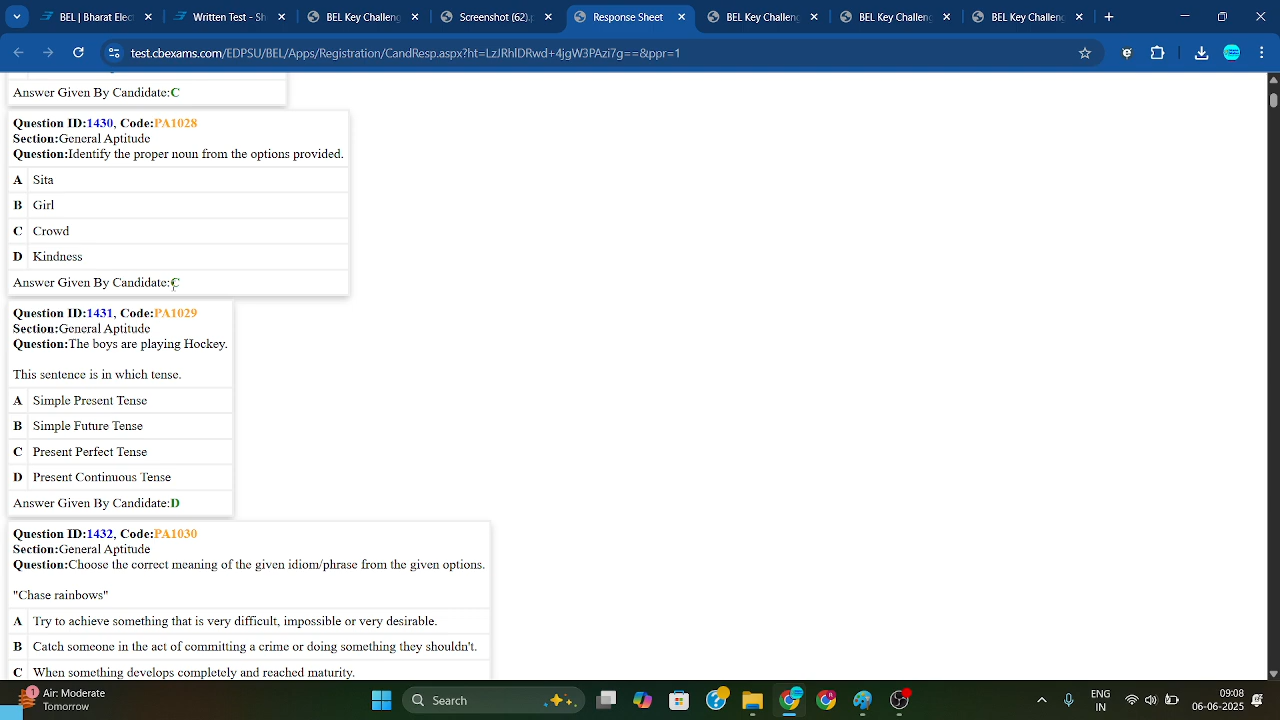 BEL | Bharat Elec
Written Test - Sh
BEL Key Challeng
Screenshot (62).p
Response Sheet
BEL Key Challeng
BEL Key Challeng
BEL Key Challeng
test.cbexams.com/EDPSU/BEL/Apps/Registration/CandResp.aspx?ht=LzJRhIDRwd+4jgW3PAzi7g==&ppr=1
Answer Given By Candidate:C
Question ID:1430, Code:PA1028
Section:General Aptitude
Question:Identify the proper noun from the options provided.
A Sita
B Girl
C Crowd
D Kindness
Answer Given By Candidate:C
Question ID:1431, Code:PA1029
Section:General Aptitude
Question:The boys are playing Hockey.
This sentence is in which tense.
A Simple Present Tense
B Simple Future Tense
C Present Perfect Tense
D Present Continuous Tense
Answer Given By Candidate:D
Question ID:1432, Code:PA1030
Section:General Aptitude
Question:Choose the correct meaning of the given idiom/phrase from the given options.
"Chase rainbows"
A Try to achieve something that is very difficult, impossible or very desirable.
B Catch someone in the act of committing a crime or doing something they shouldn't.
C When something develops completely and reached maturity.
1
Air Moderate
Tomorrow
Search
ENG
IN
09:08
06-06-2025